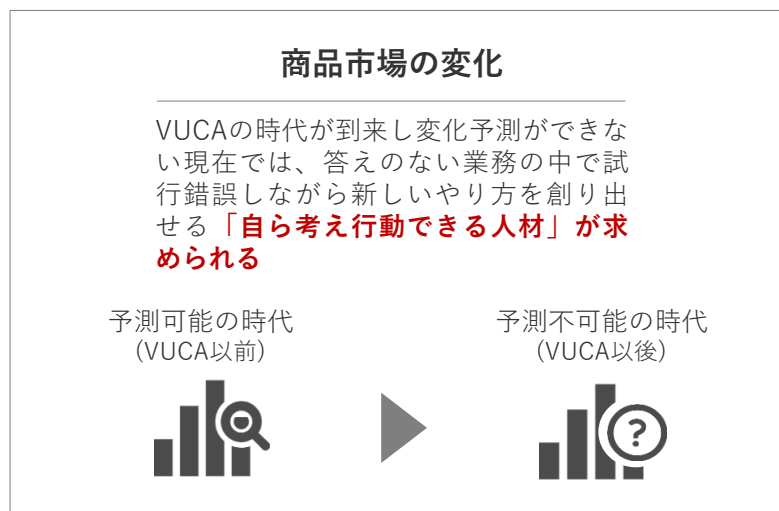 商品市場の変化
VUCAの時代が到来し変化予測ができな
い現在では、答えのない業務の中で試
行錯誤しながら新しいやり方を創り出
せる「自ら考え行動できる人材」が求
められる
予測可能の時代
（VUCA以前）
予測不可能の時代
（VUCA以後）
?